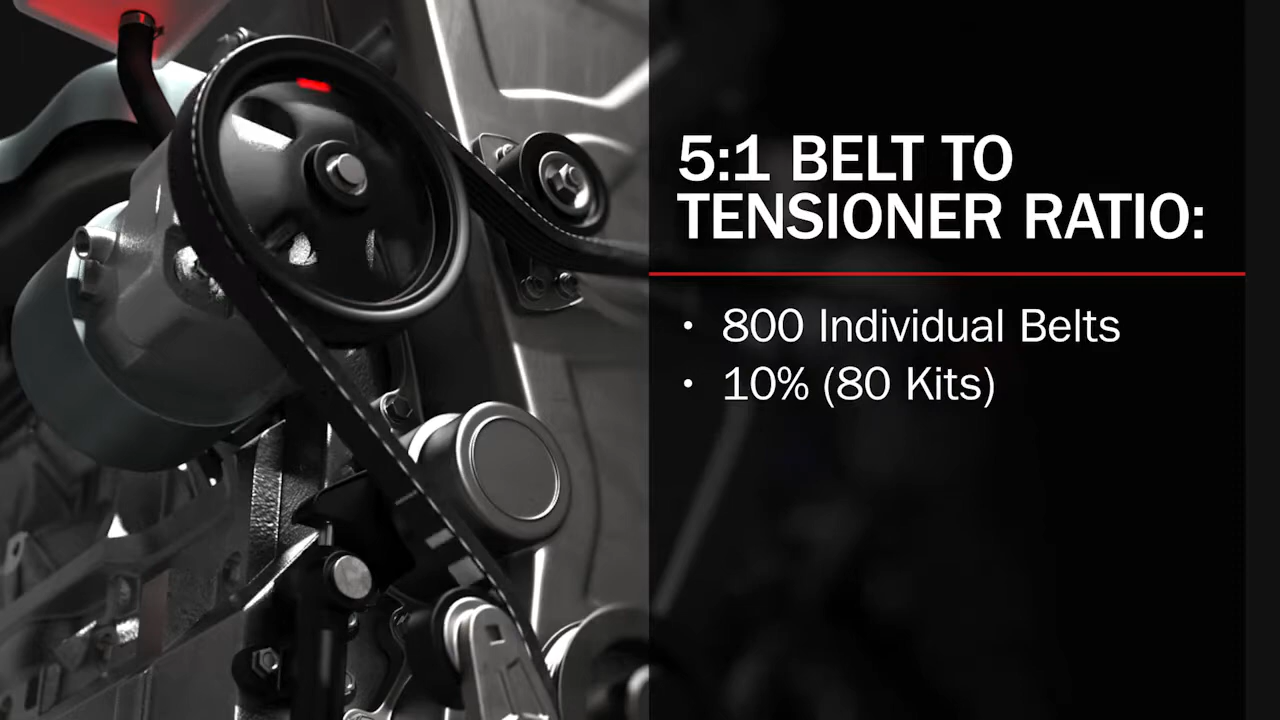 5:1 BELT TO
TENSIONER RATIO:
• 800 Individual Belts
• 10% (80 Kits)